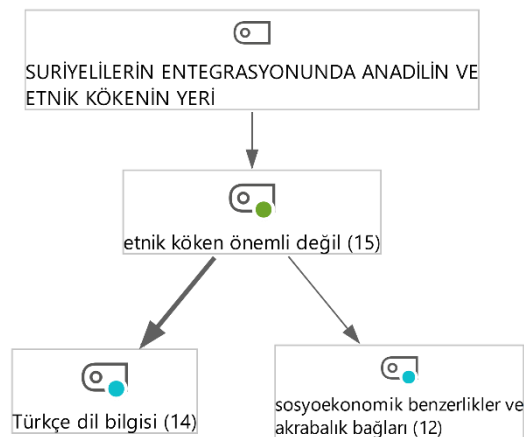 SURİYELİLERİN ENTEGRASYONUNDA ANADİLİN VE
ETNİK KÖKENİN YERİ
etnik köken önemli değil (15)
Türkçe dil bilgisi (14)
sosyoekonomik benzerlikler ve
akrabalık bağları (12)